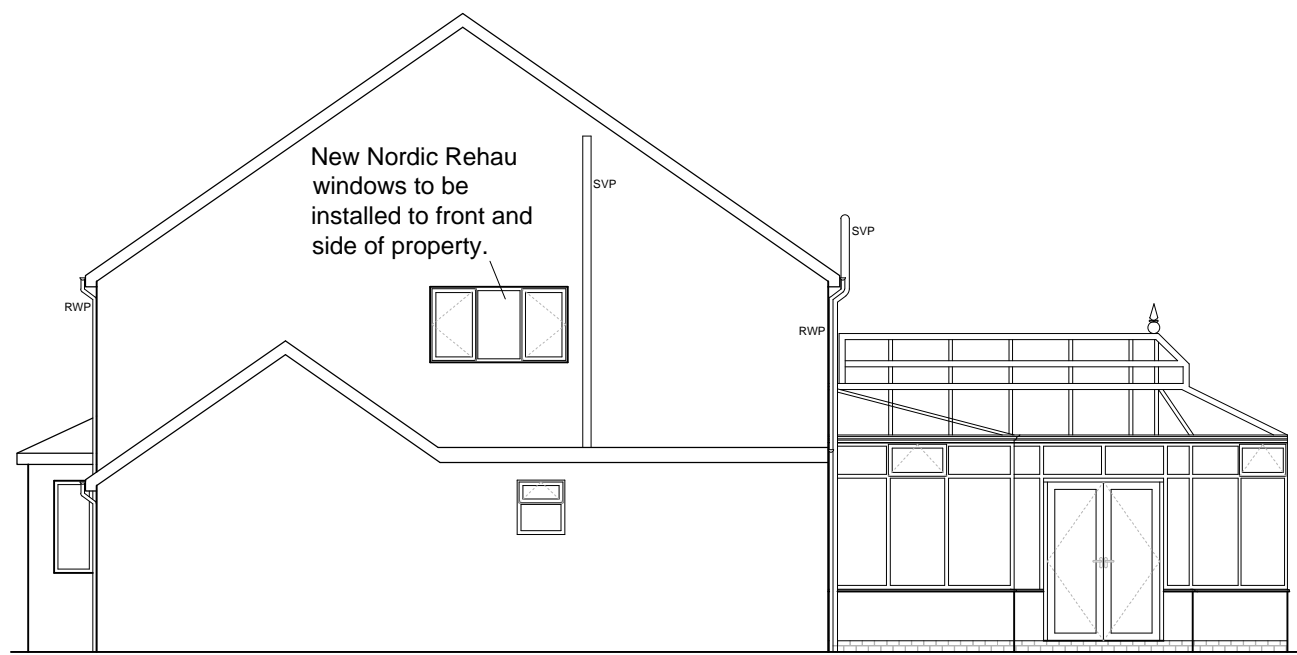 New Nordic Rehau
windows to be
installed to front and
side of property.
SVP
SVP
RWP
RWP